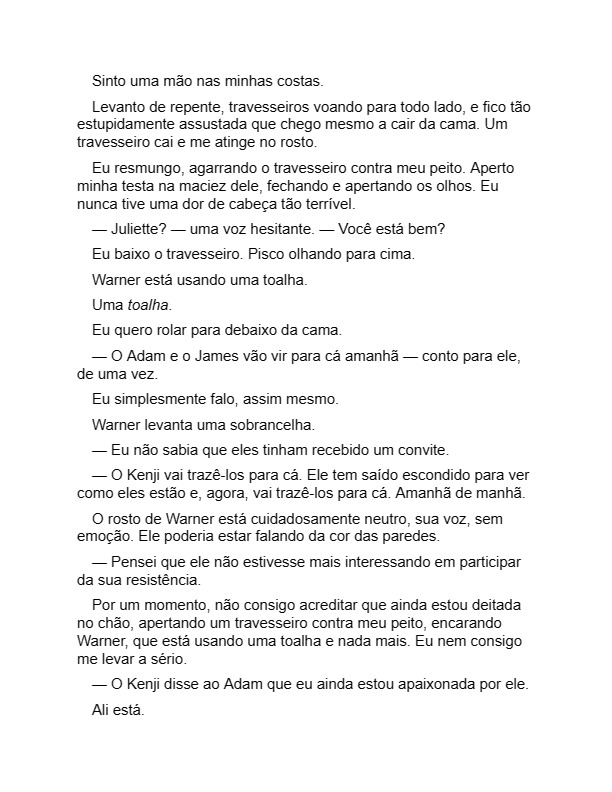 Sinto uma mão nas minhas costas.
Levanto de repente, travesseiros voando para todo lado, e fico tão
estupidamente assustada que chego mesmo a cair da cama. Um
travesseiro cai e me atinge no rosto.
Eu resmungo, agarrando o travesseiro contra meu peito. Aperto
minha testa na maciez dele, fechando e apertando os olhos. Eu
nunca tive uma dor de cabeça tão terrível.
— Juliette? — uma voz hesitante. — Você está bem?
Eu baixo o travesseiro. Pisco olhando para cima.
Warner está usando uma toalha.
Uma toalha.
Eu quero rolar para debaixo da cama.
— O Adam e o James vão vir para cá amanhã — conto para ele,
de uma vez.
Eu simplesmente falo, assim mesmo.
Warner levanta uma sobrancelha.
— Eu não sabia que eles tinham recebido um convite.
— O Kenji vai trazê-los para cá. Ele tem saído escondido para ver
como eles estão e, agora, vai trazê-los para cá. Amanhã de manhã.
O rosto de Warner está cuidadosamente neutro, sua voz, sem
emoção. Ele poderia estar falando da cor das paredes.
— Pensei que ele não estivesse mais interessando em participar
da sua resistência.
Por um momento, não consigo acreditar que ainda estou deitada
no chão, apertando um travesseiro contra meu peito, encarando
Warner, que está usando uma toalha e nada mais. Eu nem consigo
me levar a sério.
— O Kenji disse ao Adam que eu ainda estou apaixonada por ele.
Ali está.